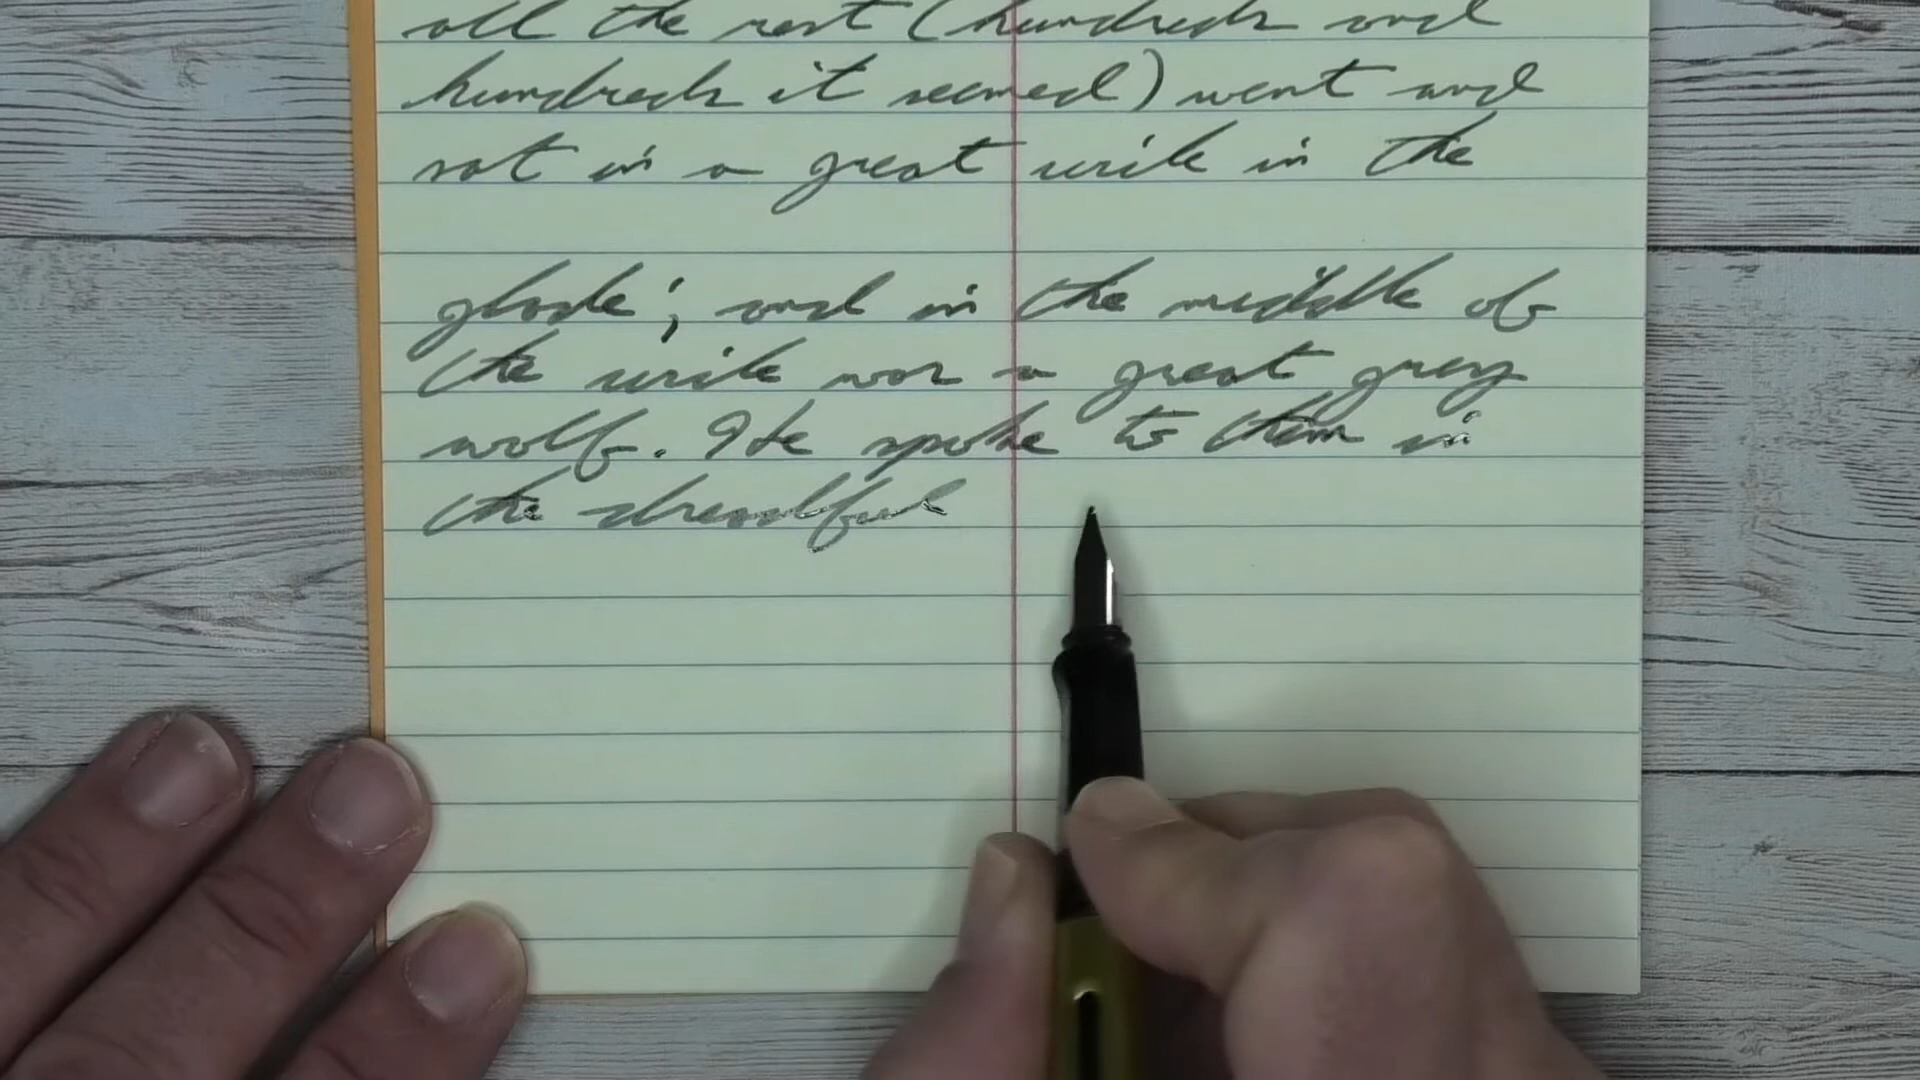 all the rest (hundreds and
hundreds it seemed) went and
sat in a great circle in the
glade; and in the middle of
the circle was a great grey
wolf. He spoke to them in
the dreadful